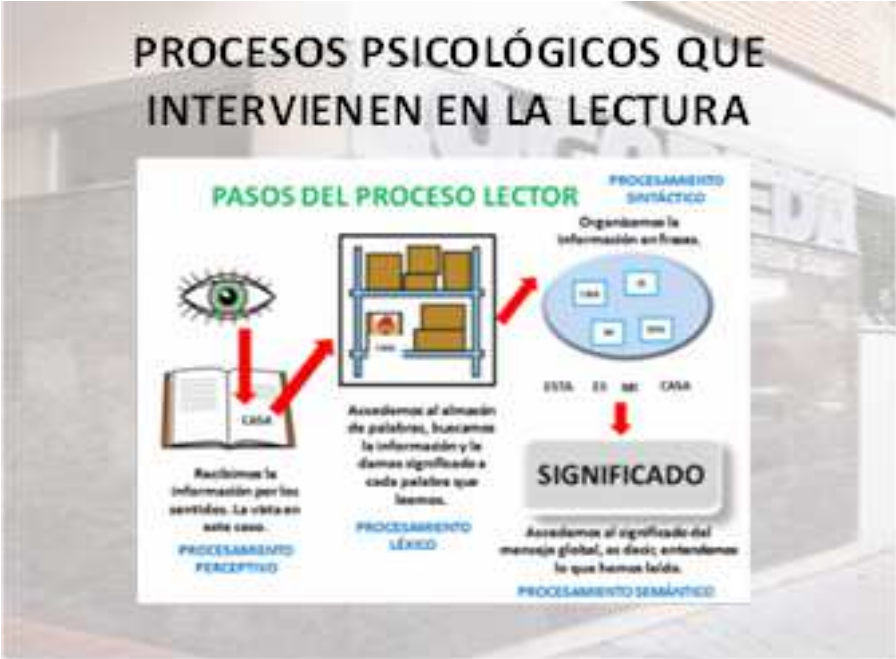 PROCESOS PSICOLÓGICOS QUE
INTERVIENEN EN LA LECTURA
PASOS DEL PROCESO LECTOR
CASA
Recibimos la
información por los
sentidos. La vista en
este caso.
PROCESAMIENTO
PERCEPTIVO
Accedemos al almacén
de palabras, buscamos
la información y le
damos significado a
cada palabra que
leemos.
PROCESAMIENTO
LÉXICO
PROCESAMIENTO
SINTÁCTICO
Organizamos la
información en frases.
ESTA ES MI CASA
SIGNIFICADO
Accedemos al significado del
mensaje global, es decir, entendemos
lo que hemos leído.
PROCESAMIENTO SEMÁNTICO